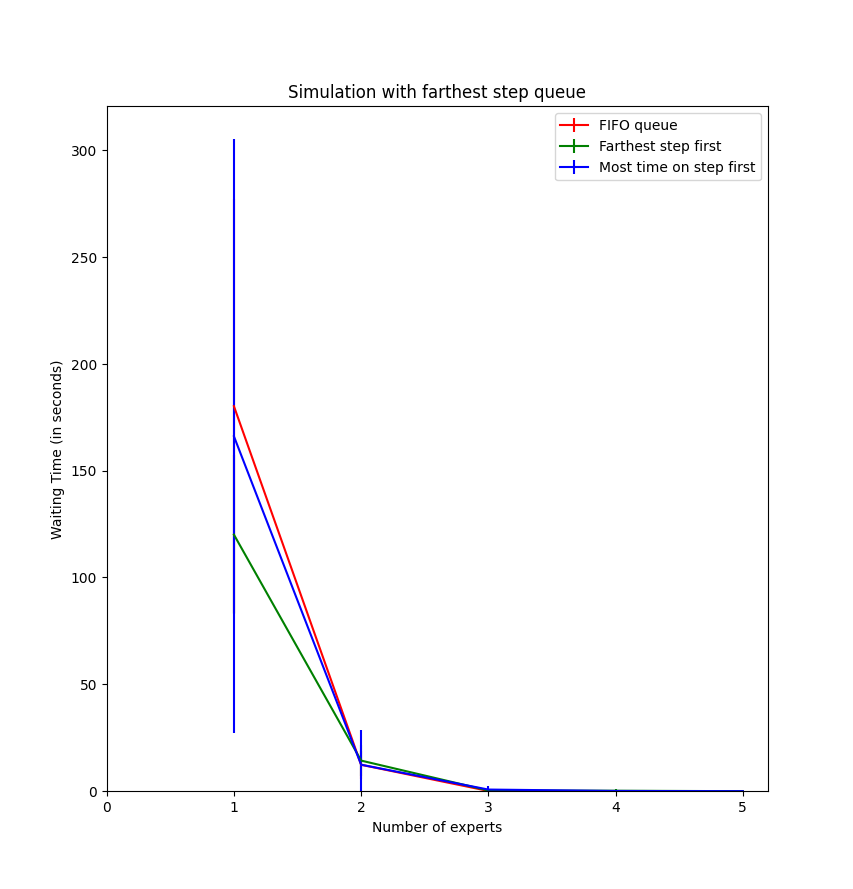 Simulation with farthest step queue
FIFO queue
Farthest step first
Most time on step first
300
250
200
150
100
50
0
Waiting Time (in seconds)
0 1 2 3 4 5
Number of experts